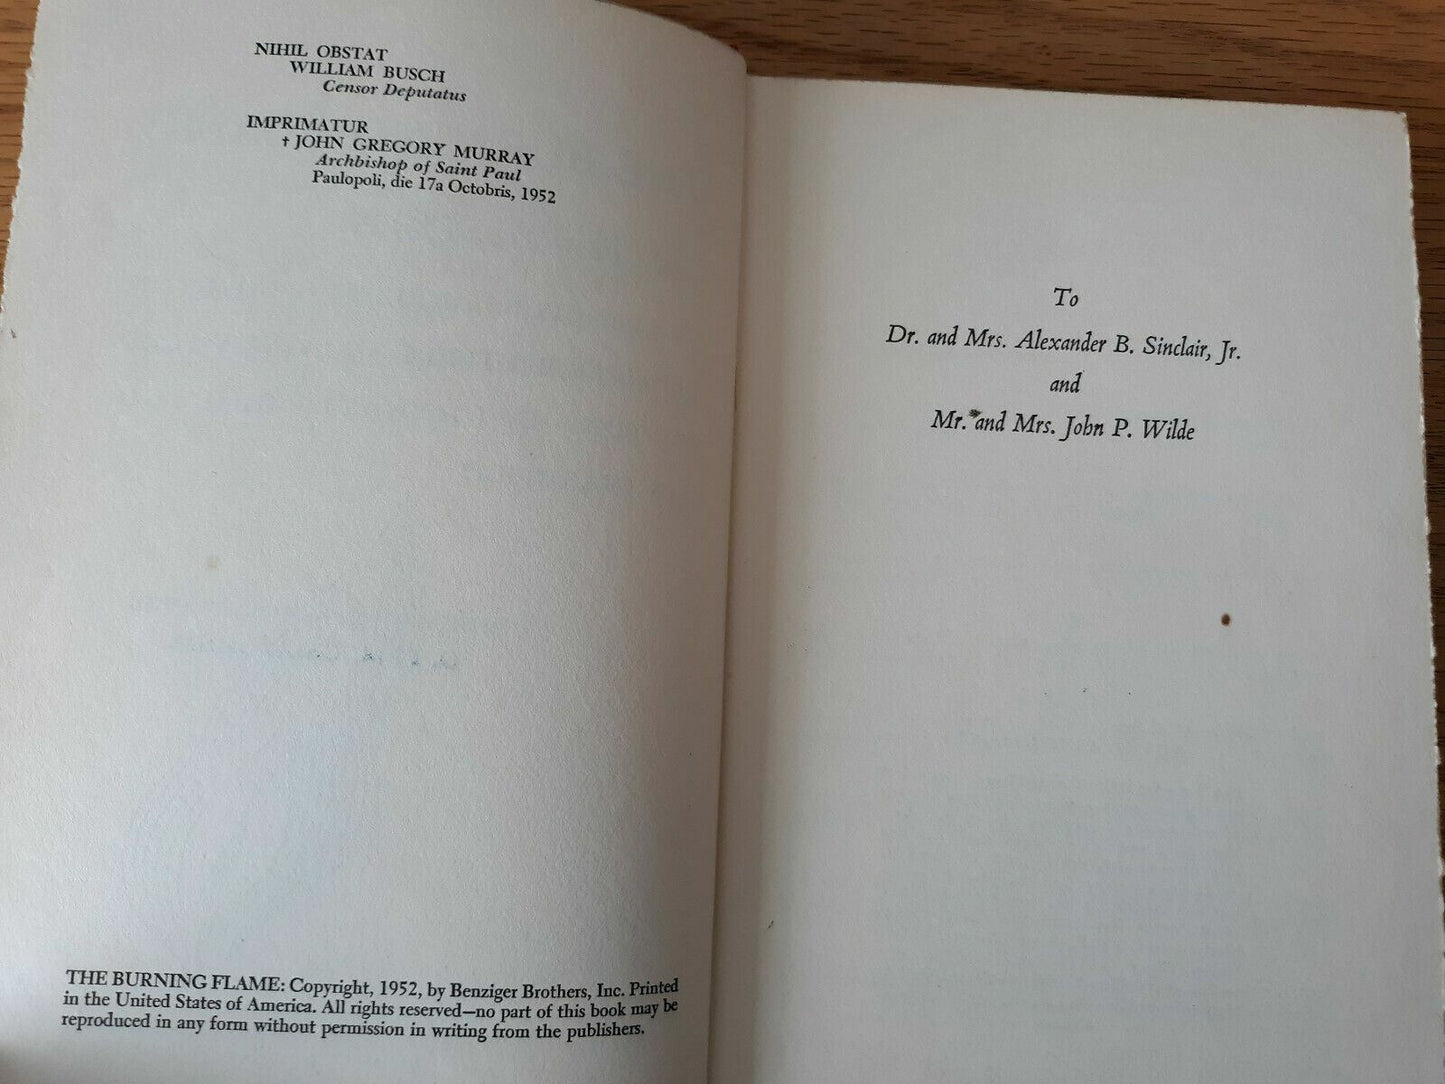 NIHIL OBSTAT
WILLIAM BUSCH
Censor Deputatus
IMPRIMATUR
† JOHN GREGORY MURRAY
Archbishop of Saint Paul
Paulopoli, die 17a Octobris, 1952
THE BURNING FLAME: Copyright, 1952, by Benziger Brothers, Inc. Printed
in the United States of America. All rights reserved—no part of this book may be
reproduced in any form without permission in writing from the publishers.
To
Dr. and Mrs. Alexander B. Sinclair, Jr.
and
Mr. and Mrs. John P. Wilde